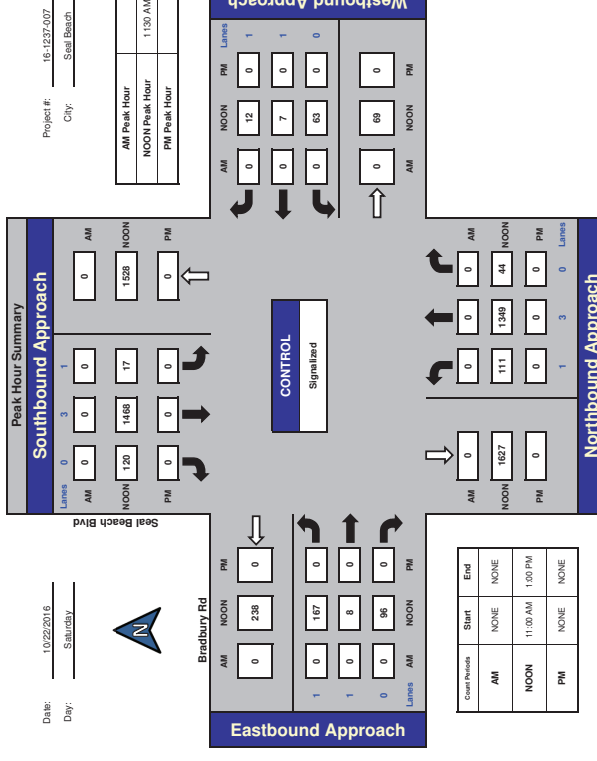 Date: 10/22/2016
Day: Saturday
N
Project #: 16-1237-007
City: Seal Beach
Peak Hour Summary
Southbound Approach
Lanes 0 3 1
AM 0 0 0 0 AM
NOON 120 1468 17 1528 NOON
PM 0 0 0 0 PM
Seal Beach Blvd
AM Peak Hour
NOON Peak Hour 1130 AM
PM Peak Hour
Bradbury Rd
AM NOON PM
0 238 0
1 0 167 0
1 0 8 0
0 0 96 0
Lanes AM NOON PM
Eastbound Approach
CONTROL
Signalized
AM NOON PM Lanes
0 12 0 1
0 7 0 1
0 63 0 0
0 69 0
AM NOON PM
Westbound Approach
Count Periods Start End
AM NONE NONE
NOON 11:00 AM 1:00 PM
PM NONE NONE
AM 0 0 0 0 AM
NOON 1627 111 1349 44 NOON
PM 0 0 0 0 PM
1 3 0 Lanes
Northbound Approach